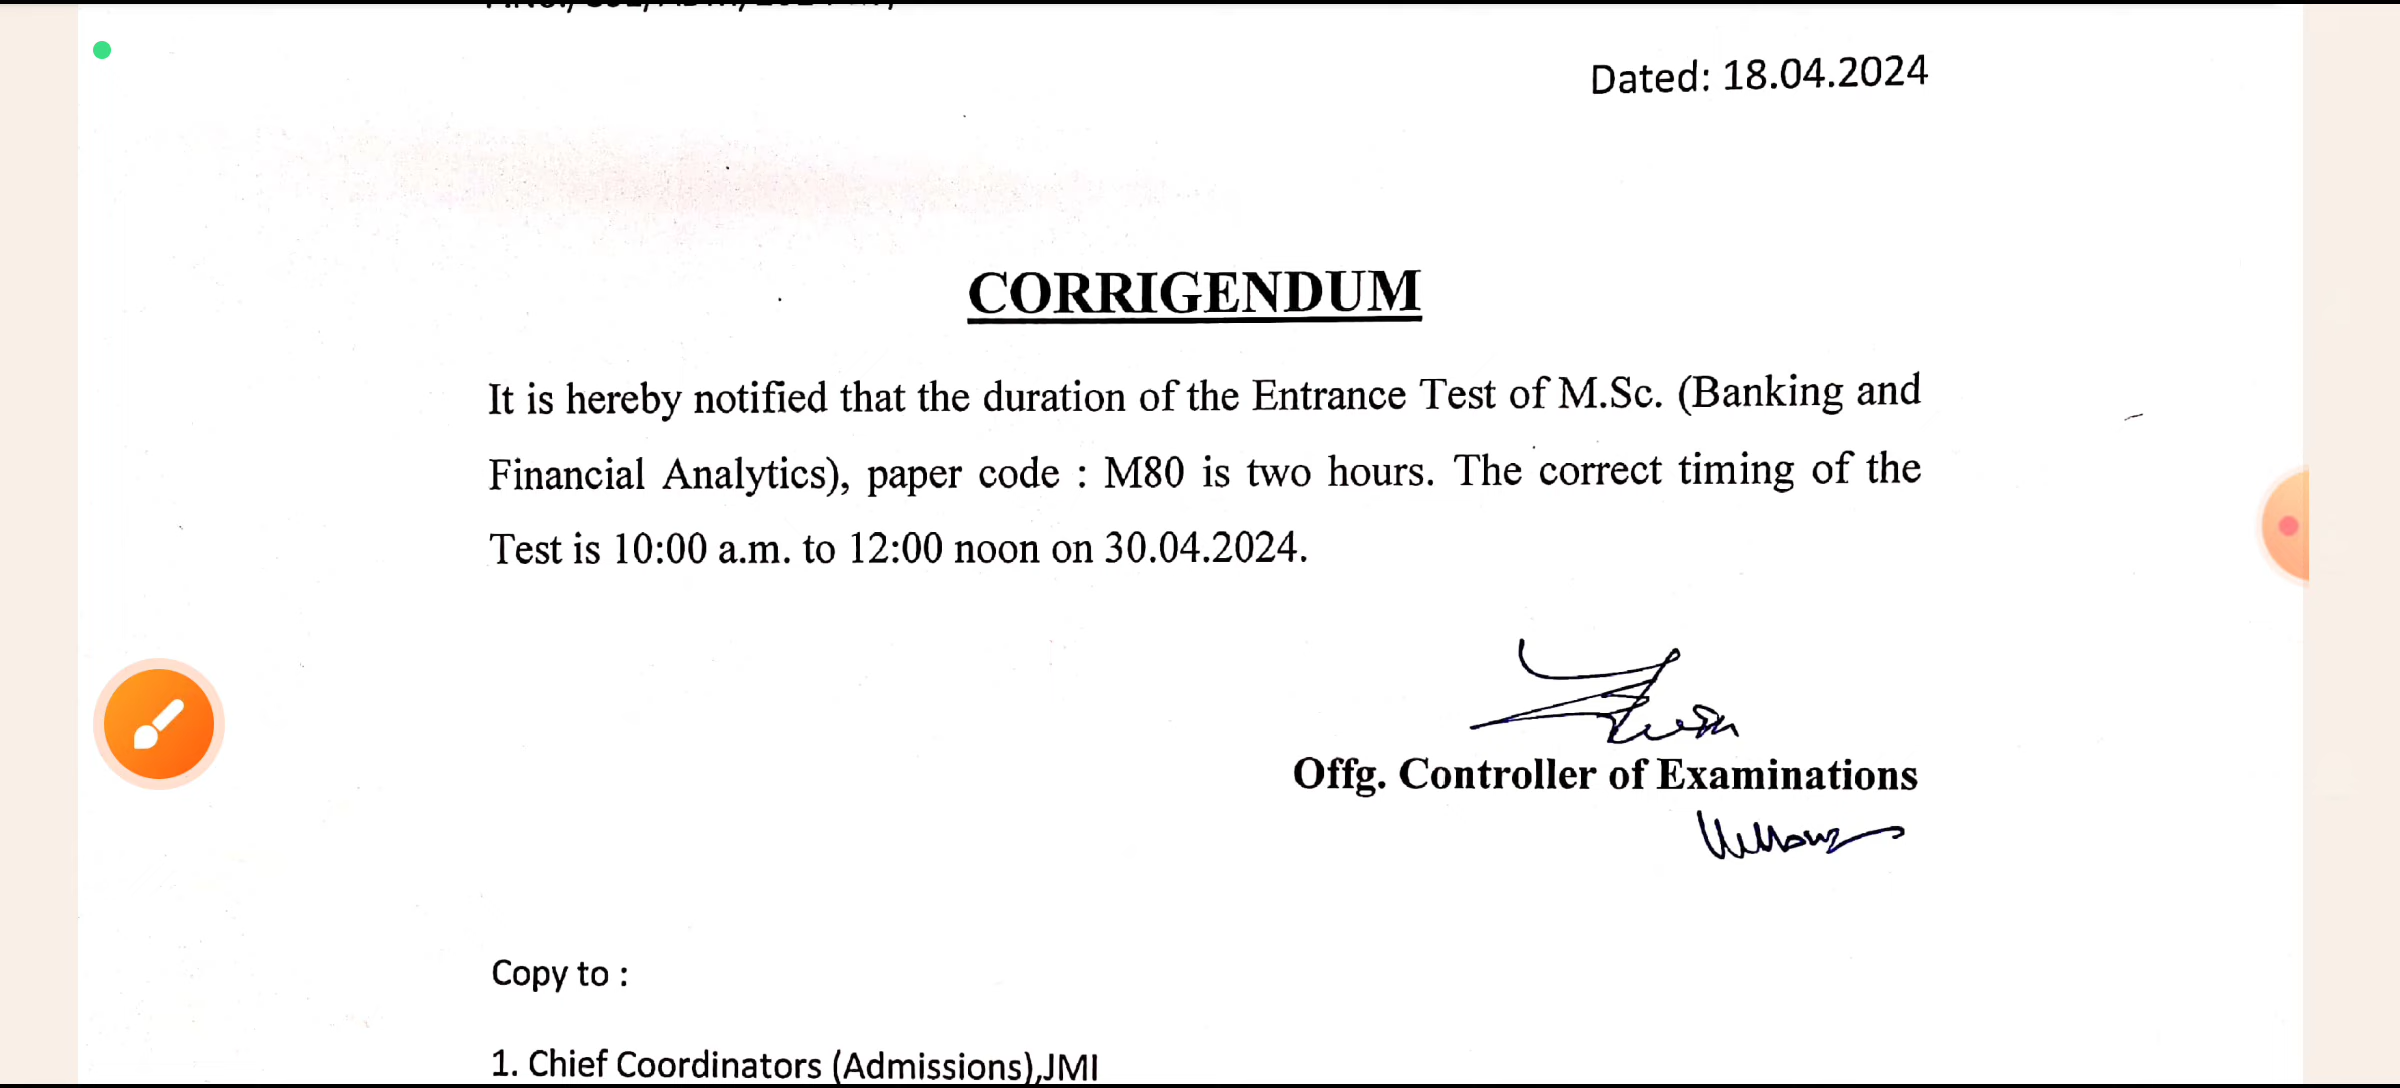 Dated: 18.04.2024
CORRIGENDUM
It is hereby notified that the duration of the Entrance Test of M.Sc. (Banking and
Financial Analytics), paper code : M80 is two hours. The correct timing of the
Test is 10:00 a.m. to 12:00 noon on 30.04.2024.
Offg. Controller of Examinations
Copy to :
1. Chief Coordinators (Admissions),JMI